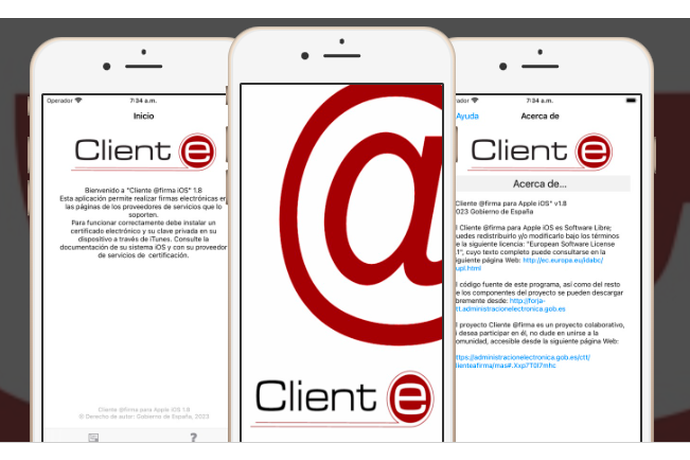 Operador
7:34 a.m.
Inicio
Client e
Bienvenido a "Cliente @firma iOS" 1.8
Esta aplicación permite realizar firmas electrónicas en
las páginas de los proveedores de servicios que lo
soporten.
Para funcionar correctamente debe instalar un
certificado electrónico y su clave privada en su
dispositivo a través de iTunes. Consulte la
documentación de su sistema iOS y con su proveedor
de servicios de certificación.
Cliente @firma para Apple iOS 1.8
© Derecho de autor: Gobierno de España, 2023
?
@
Client e
ador
7:34 a.m.
Ayuda
Acerca de
Client e
Acerca de...
Cliente @firma para Apple iOS" v1.8
023 Gobierno de España
l Cliente @firma para Apple iOS es Software Libre;
uedes redistribuirlo y/o modificarlo bajo los términos
e la siguiente licencia: "European Software License
.1", cuyo texto completo puede consultarse en la
iguiente página Web: http://ec.europa.eu/idabc/
upl.html
l código fuente de este programa, así como del resto
e los componentes del proyecto se pueden descargar
bremente desde: http://forja-
tt.administracionelectronica.gob.es
l proyecto Cliente @firma es un proyecto colaborativo,
i desea participar en él, no dude en unirse a la
omunidad, accesible desde la siguiente página Web:
ttps://administracionelectronica.gob.es/ctt/
lienteafirma/mas#.Xxp7T0I7mhc